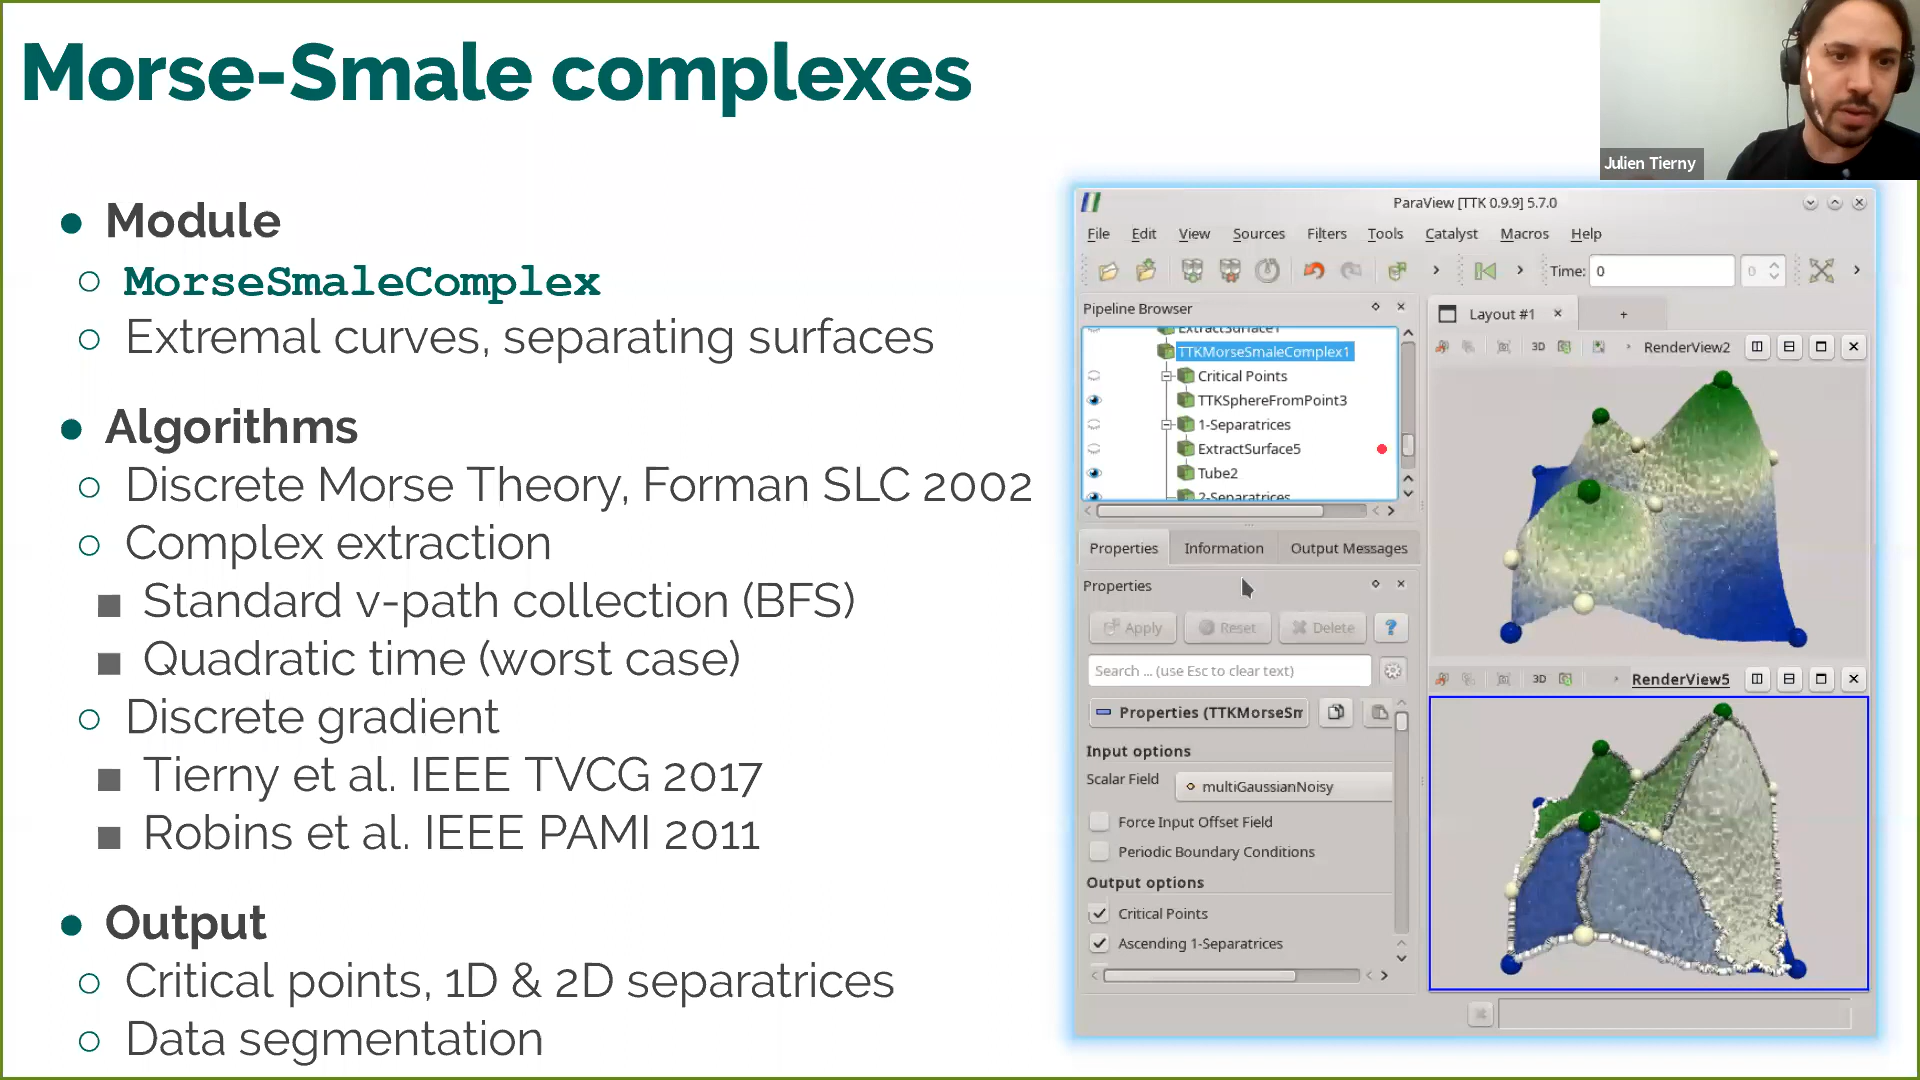 Morse-Smale complexes
Julien Tierny
Module
MorseSmaleComplex
Extremal curves, separating surfaces
Algorithms
Discrete Morse Theory, Forman SLC 2002
Complex extraction
Standard v-path collection (BFS)
Quadratic time (worst case)
Discrete gradient
Tierny et al. IEEE TVCG 2017
Robins et al. IEEE PAMI 2011
Output
Critical points, 1D & 2D separatrices
Data segmentation
ParaView [TTK 0.9.9] 5.7.0
File Edit View Sources Filters Tools Catalyst Macros Help
Time: 0 0
Pipeline Browser
ExtractSurface1
TTKMorseSmaleComplex1
Critical Points
TTKSphereFromPoint3
1-Separatrices
ExtractSurface5
Tube2
2-Separatrices
Properties Information Output Messages
Properties
Apply Reset Delete ?
Search ... (use Esc to clear text)
Properties (TTKMorseSm
Input options
Scalar Field multiGaussianNoisy
Force Input Offset Field
Periodic Boundary Conditions
Output options
Critical Points
Ascending 1-Separatrices
Layout #1 +
3D RenderView2
3D RenderView5